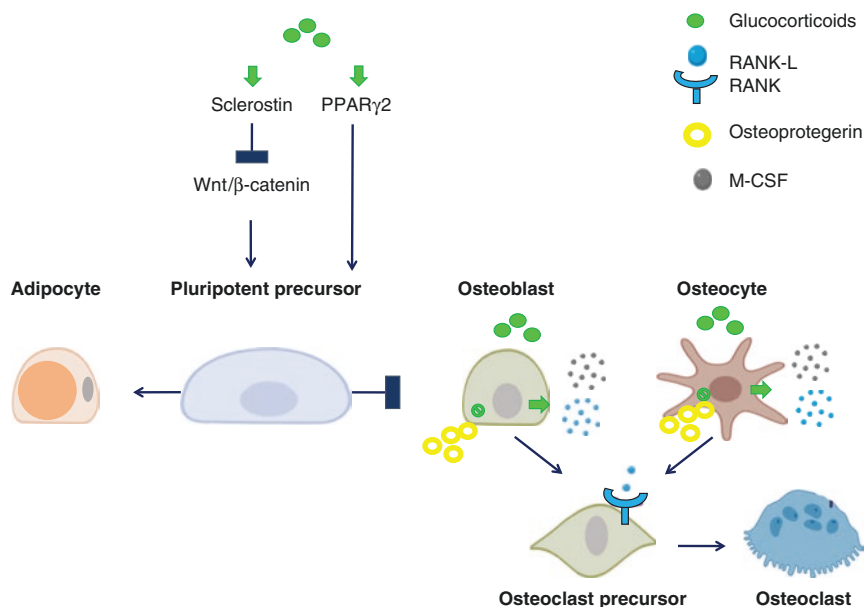 Glucocorticoids
RANK-L
RANK
Osteoprotegerin
M-CSF
Sclerostin PPARγ2
Wnt/β-catenin
Adipocyte Pluripotent precursor Osteoblast Osteocyte
Osteoclast precursor Osteoclast